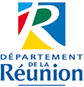 DÉPARTEMENT
DE LA
Réunion